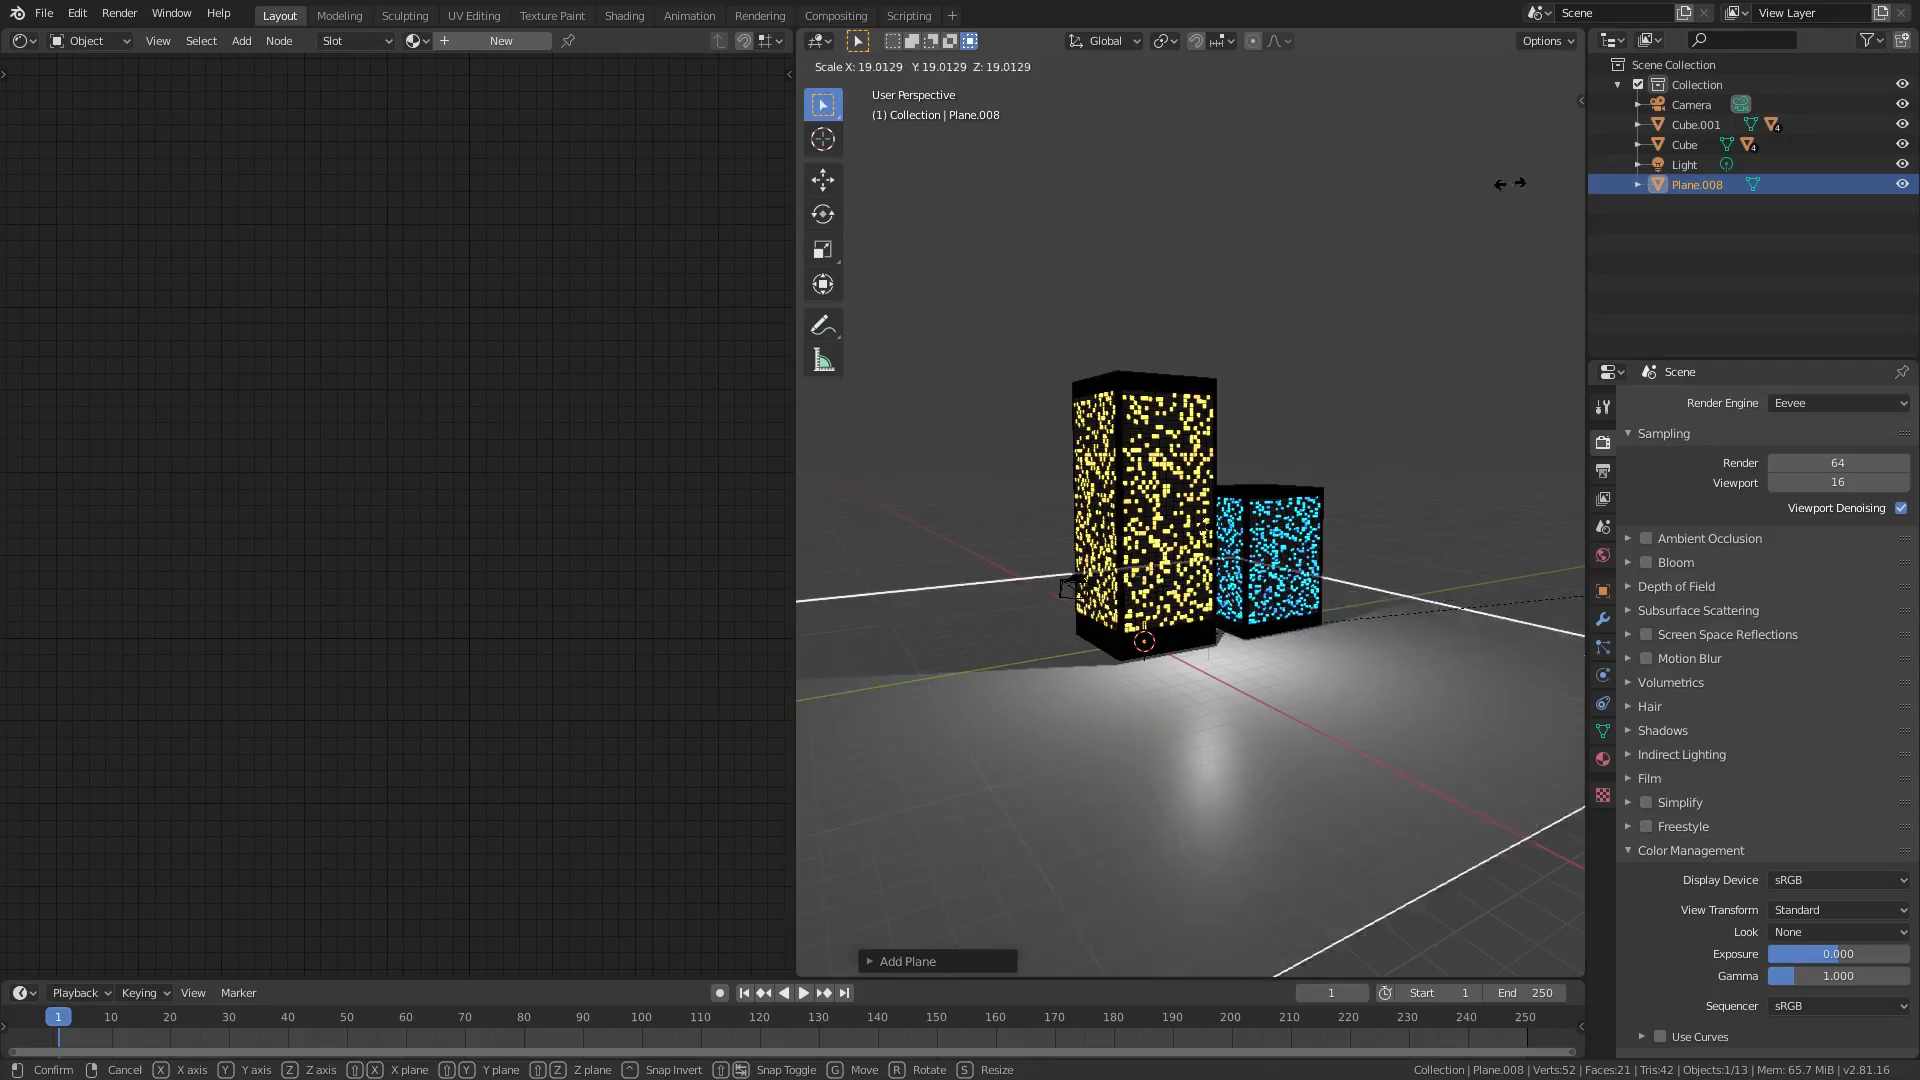 File Edit Render Window Help Layout Modeling Sculpting UV Editing Texture Paint Shading Animation Rendering Compositing Scripting + Scene View Layer
Object View Select Add Node Slot New Global Options
Scale X: 19.0129 Y: 19.0129 Z: 19.0129
User Perspective
(1) Collection | Plane.008
Scene Collection
Collection
Camera
Cube.001 4
Cube 4
Light
Plane.008
Scene
Render Engine Eevee
Sampling
Render 64
Viewport 16
Viewport Denoising
Ambient Occlusion
Bloom
Depth of Field
Subsurface Scattering
Screen Space Reflections
Motion Blur
Volumetrics
Hair
Shadows
Indirect Lighting
Film
Simplify
Freestyle
Color Management
Display Device sRGB
View Transform Standard
Look None
Exposure 0.000
Gamma 1.000
Sequencer sRGB
Use Curves
Add Plane
Playback Keying View Marker 1 Start 1 End 250
1 10 20 30 40 50 60 70 80 90 100 110 120 130 140 150 160 170 180 190 200 210 220 230 240 250
Confirm Cancel X X axis Y Y axis Z Z axis X X plane Y Y plane Z Z plane Snap Invert Snap Toggle G Move R Rotate S Resize Collection | Plane.008 | Verts:52 | Faces:21 | Tris:42 | Objects:1/13 | Mem: 65.7 MiB | v2.81.16